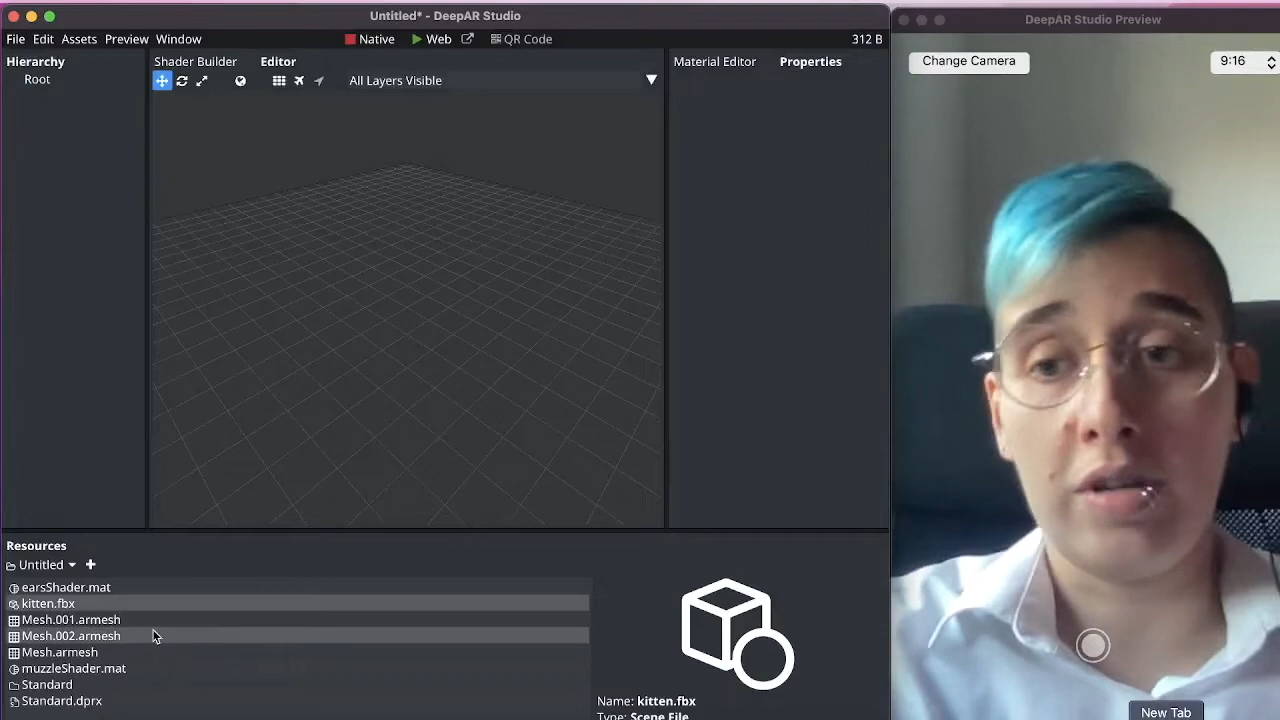 Untitled* - DeepAR Studio
File Edit Assets Preview Window
Native
Web
QR Code
312 B
Hierarchy
Root
Shader Builder
Editor
All Layers Visible
Material Editor
Properties
Resources
Untitled
earsShader.mat
kitten.fbx
Mesh.001.armesh
Mesh.002.armesh
Mesh.armesh
muzzleShader.mat
Standard
Standard.dprx
Name: kitten.fbx
Type: Scene File
DeepAR Studio Preview
Change Camera
9:16
New Tab